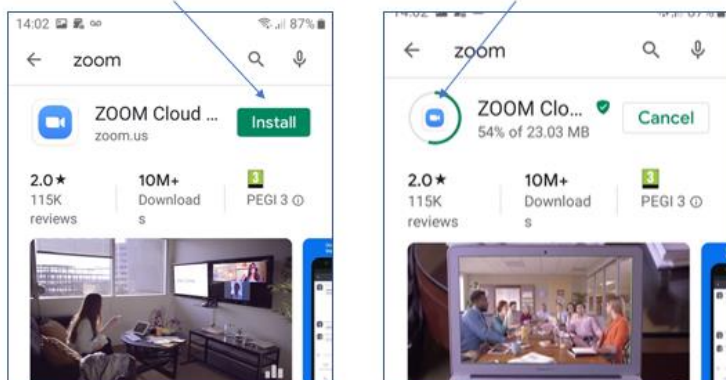 14:02 87%
zoom
ZOOM Cloud ...
zoom.us
Install
2.0★
115K
reviews
10M+
Download
s
3
PEGI 3
zoom
ZOOM Clo...
54% of 23.03 MB
Cancel
2.0★
115K
reviews
10M+
Download
s
3
PEGI 3